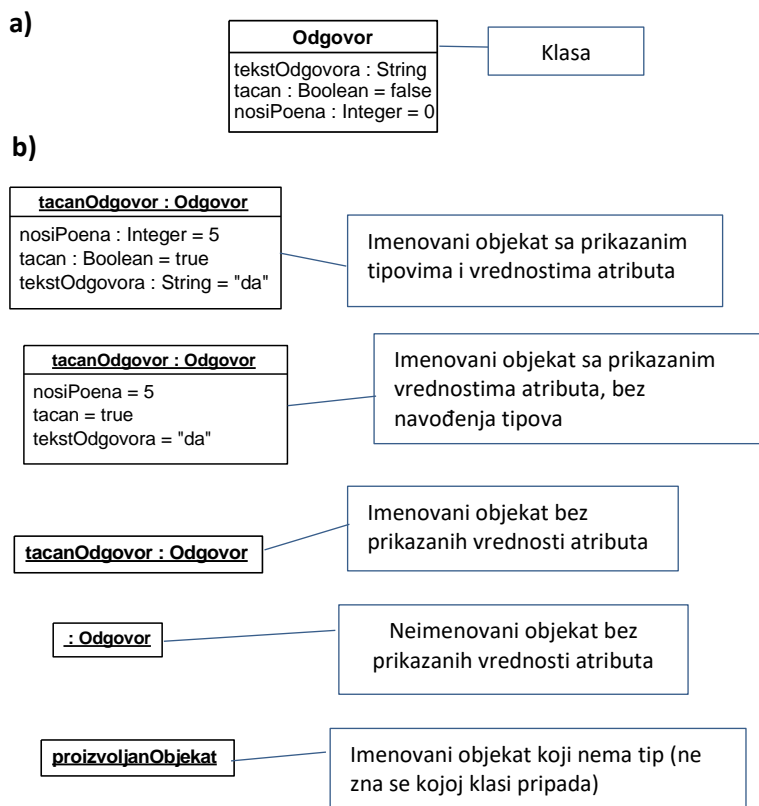 a)
Odgovor
tekstOdgovora : String
tacan : Boolean = false
nosiPoena : Integer = 0
Klasa
b)
tacanOdgovor : Odgovor
nosiPoena : Integer = 5
tacan : Boolean = true
tekstOdgovora : String = "da"
Imenovani objekat sa prikazanim
tipovima i vrednostima atributa
tacanOdgovor : Odgovor
nosiPoena = 5
tacan = true
tekstOdgovora = "da"
Imenovani objekat sa prikazanim
vrednostima atributa, bez
navođenja tipova
tacanOdgovor : Odgovor
Imenovani objekat bez
prikazanih vrednosti atributa
: Odgovor
Neimenovani objekat bez
prikazanih vrednosti atributa
proizvoljanObjekat
Imenovani objekat koji nema tip (ne
zna se kojoj klasi pripada)